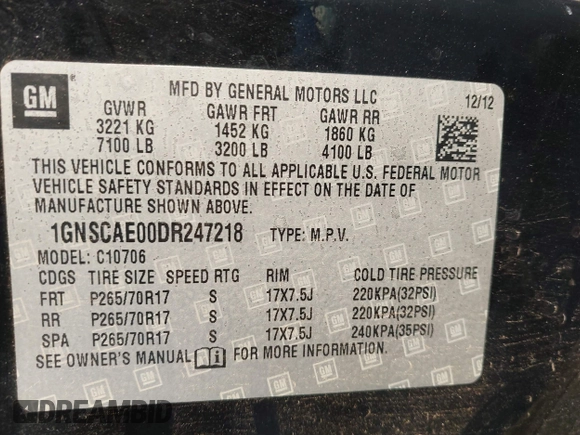 GM
MFD BY GENERAL MOTORS LLC
GVWR GAWR FRT GAWR RR 12/12
3221 KG 1452 KG 1860 KG
7100 LB 3200 LB 4100 LB
THIS VEHICLE CONFORMS TO ALL APPLICABLE U.S. FEDERAL MOTOR
VEHICLE SAFETY STANDARDS IN EFFECT ON THE DATE OF
MANUFACTURE SHOWN ABOVE.
1GNSCAE00DR247218 TYPE: M.P.V.
MODEL: C10706
CDGS TIRE SIZE SPEED RTG RIM COLD TIRE PRESSURE
FRT P265/70R17 S 17X7.5J 220KPA(32PSI)
RR P265/70R17 S 17X7.5J 220KPA(32PSI)
SPA P265/70R17 S 17X7.5J 240KPA(35PSI)
SEE OWNER'S MANUAL
DREAMBID